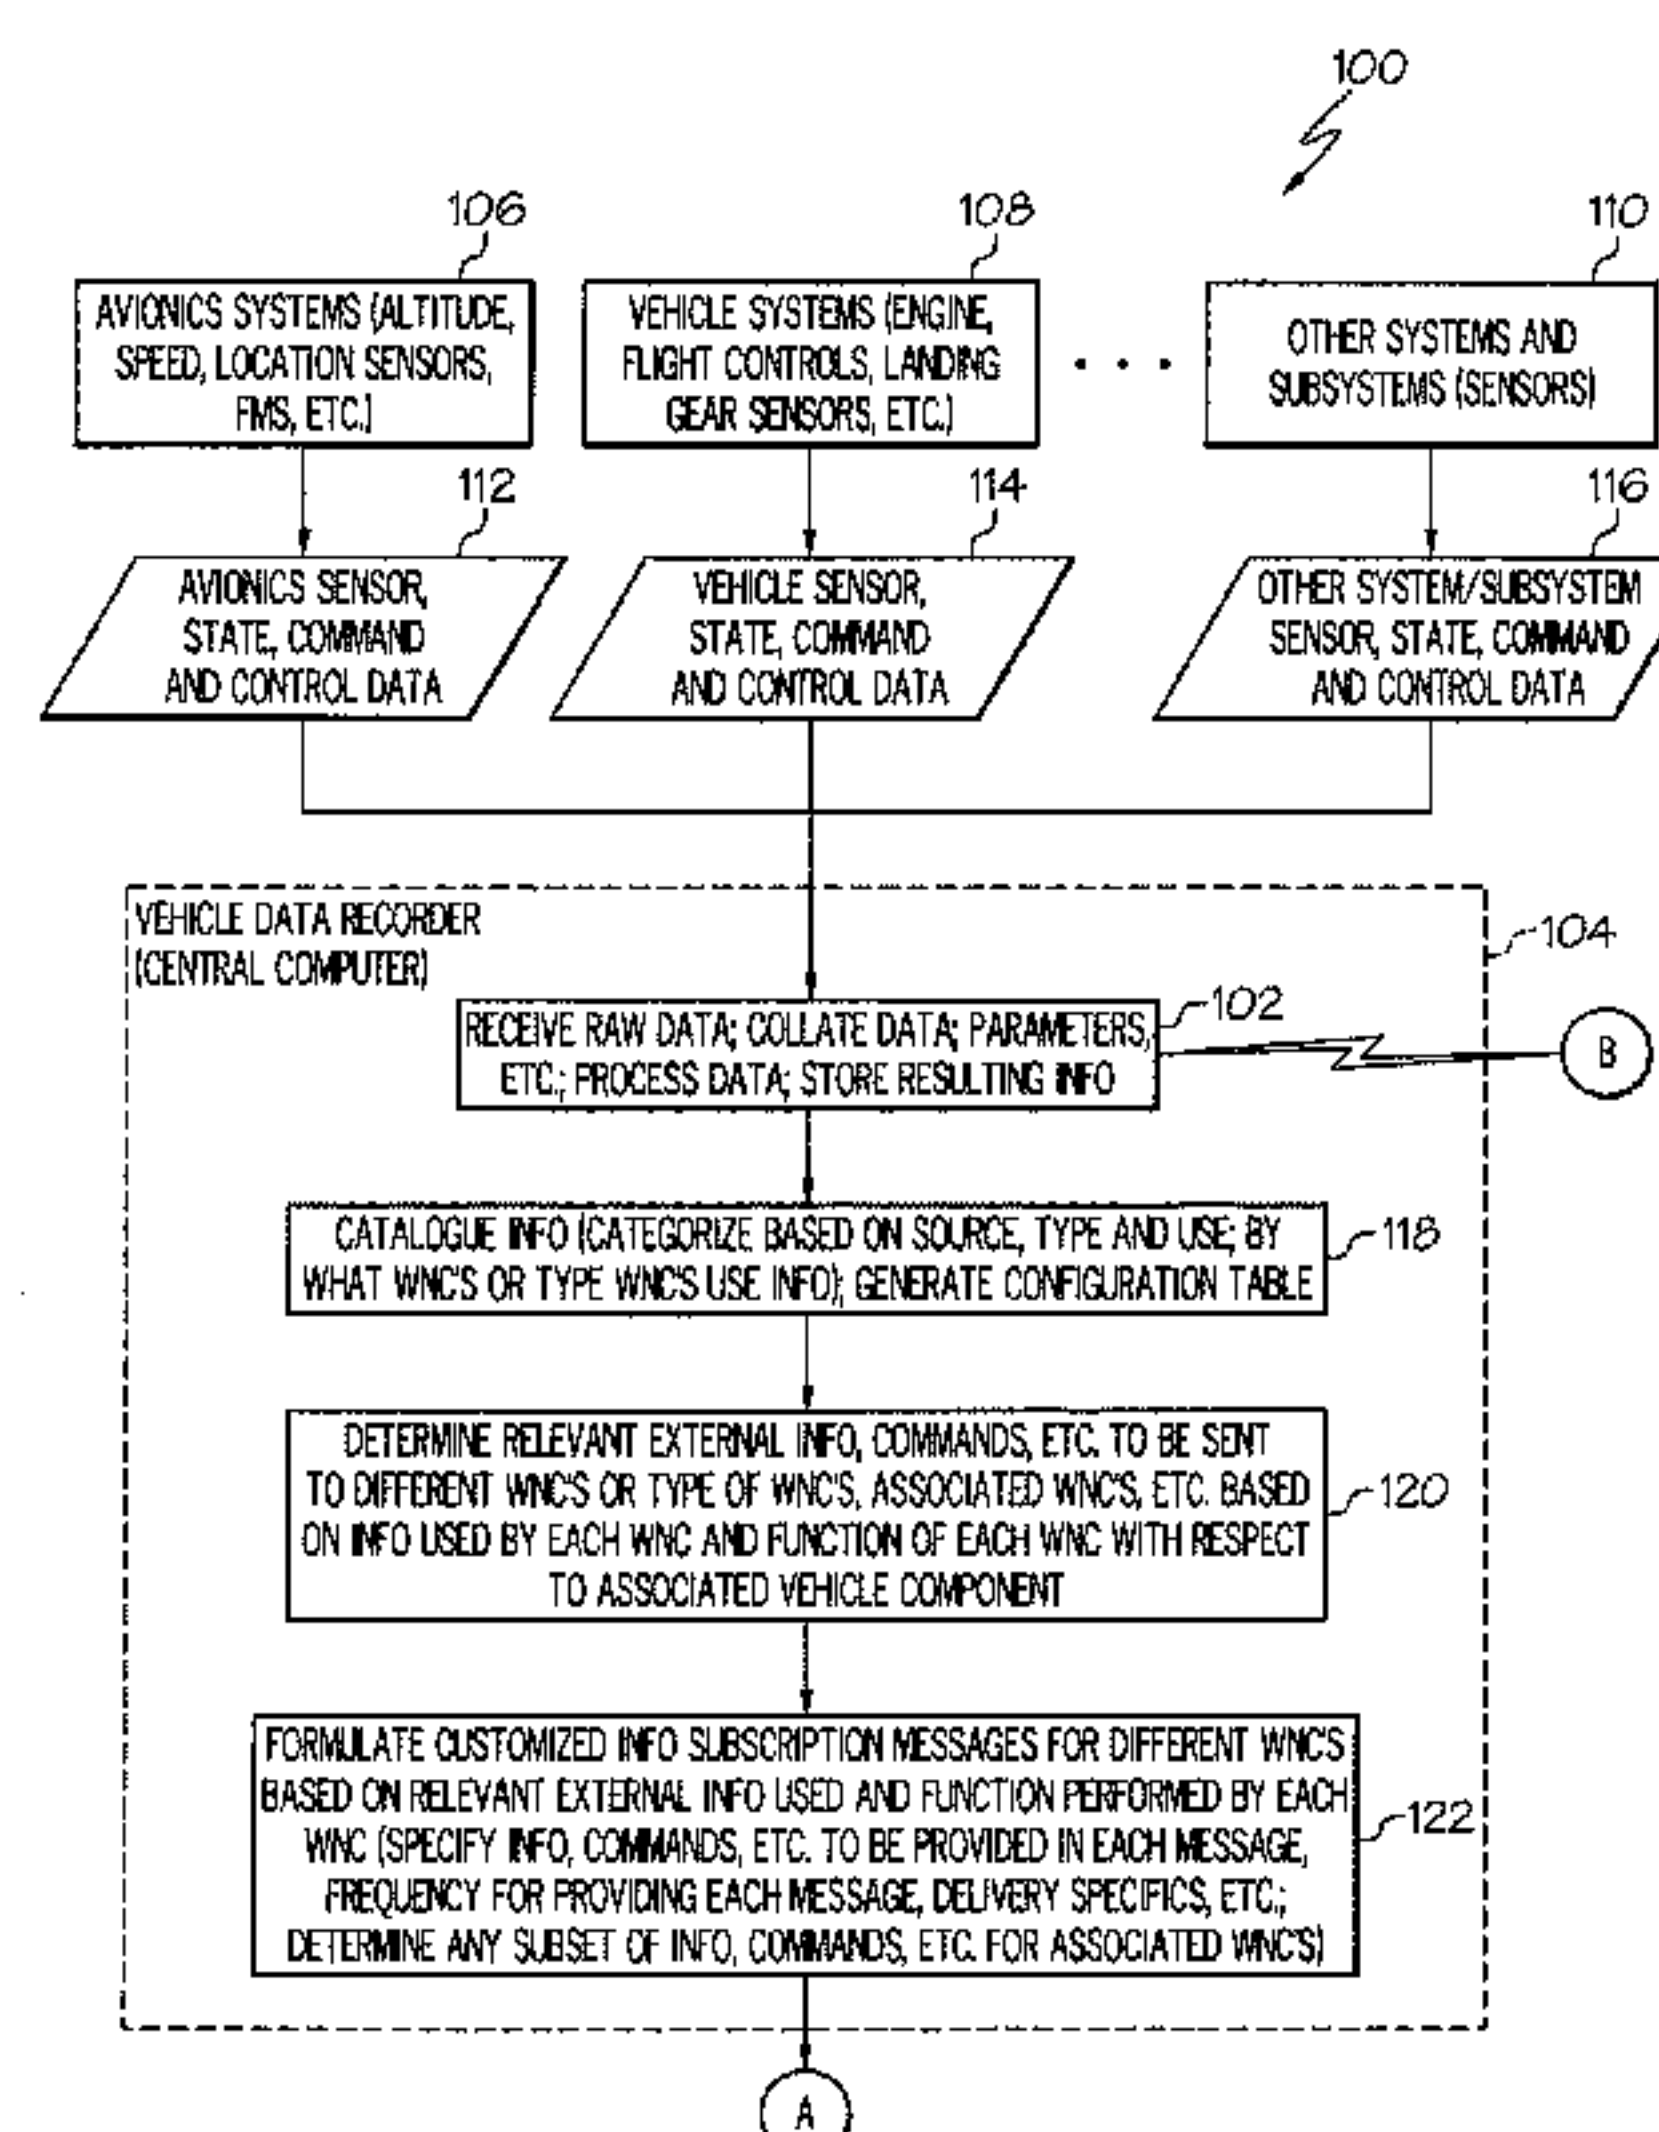 100
106
108
110
AVIONICS SYSTEMS (ALTITUDE,
SPEED, LOCATION SENSORS,
FMS, ETC.)
VEHICLE SYSTEMS (ENGINE,
FLIGHT CONTROLS, LANDING
GEAR SENSORS, ETC.)
. . .
OTHER SYSTEMS AND
SUBSYSTEMS (SENSORS)
112
114
116
AVIONICS SENSOR,
STATE, COMMAND
AND CONTROL DATA
VEHICLE SENSOR,
STATE, COMMAND
AND CONTROL DATA
OTHER SYSTEM/SUBSYSTEM
SENSOR, STATE, COMMAND
AND CONTROL DATA
VEHICLE DATA RECORDER
(CENTRAL COMPUTER)
104
102
RECEIVE RAW DATA; COLLATE DATA; PARAMETERS,
ETC.; PROCESS DATA; STORE RESULTING INFO
B
CATALOGUE INFO (CATEGORIZE BASED ON SOURCE, TYPE AND USE; BY
WHAT WNC'S OR TYPE WNC'S USE INFO); GENERATE CONFIGURATION TABLE
118
DETERMINE RELEVANT EXTERNAL INFO, COMMANDS, ETC. TO BE SENT
TO DIFFERENT WNC'S OR TYPE OF WNC'S, ASSOCIATED WNC'S, ETC. BASED
ON INFO USED BY EACH WNC AND FUNCTION OF EACH WNC WITH RESPECT
TO ASSOCIATED VEHICLE COMPONENT
120
FORMULATE CUSTOMIZED INFO SUBSCRIPTION MESSAGES FOR DIFFERENT WNC'S
BASED ON RELEVANT EXTERNAL INFO USED AND FUNCTION PERFORMED BY EACH
WNC (SPECIFY INFO, COMMANDS, ETC. TO BE PROVIDED IN EACH MESSAGE,
FREQUENCY FOR PROVIDING EACH MESSAGE, DELIVERY SPECIFICS, ETC.;
DETERMINE ANY SUBSET OF INFO, COMMANDS, ETC. FOR ASSOCIATED WNC'S)
122
A